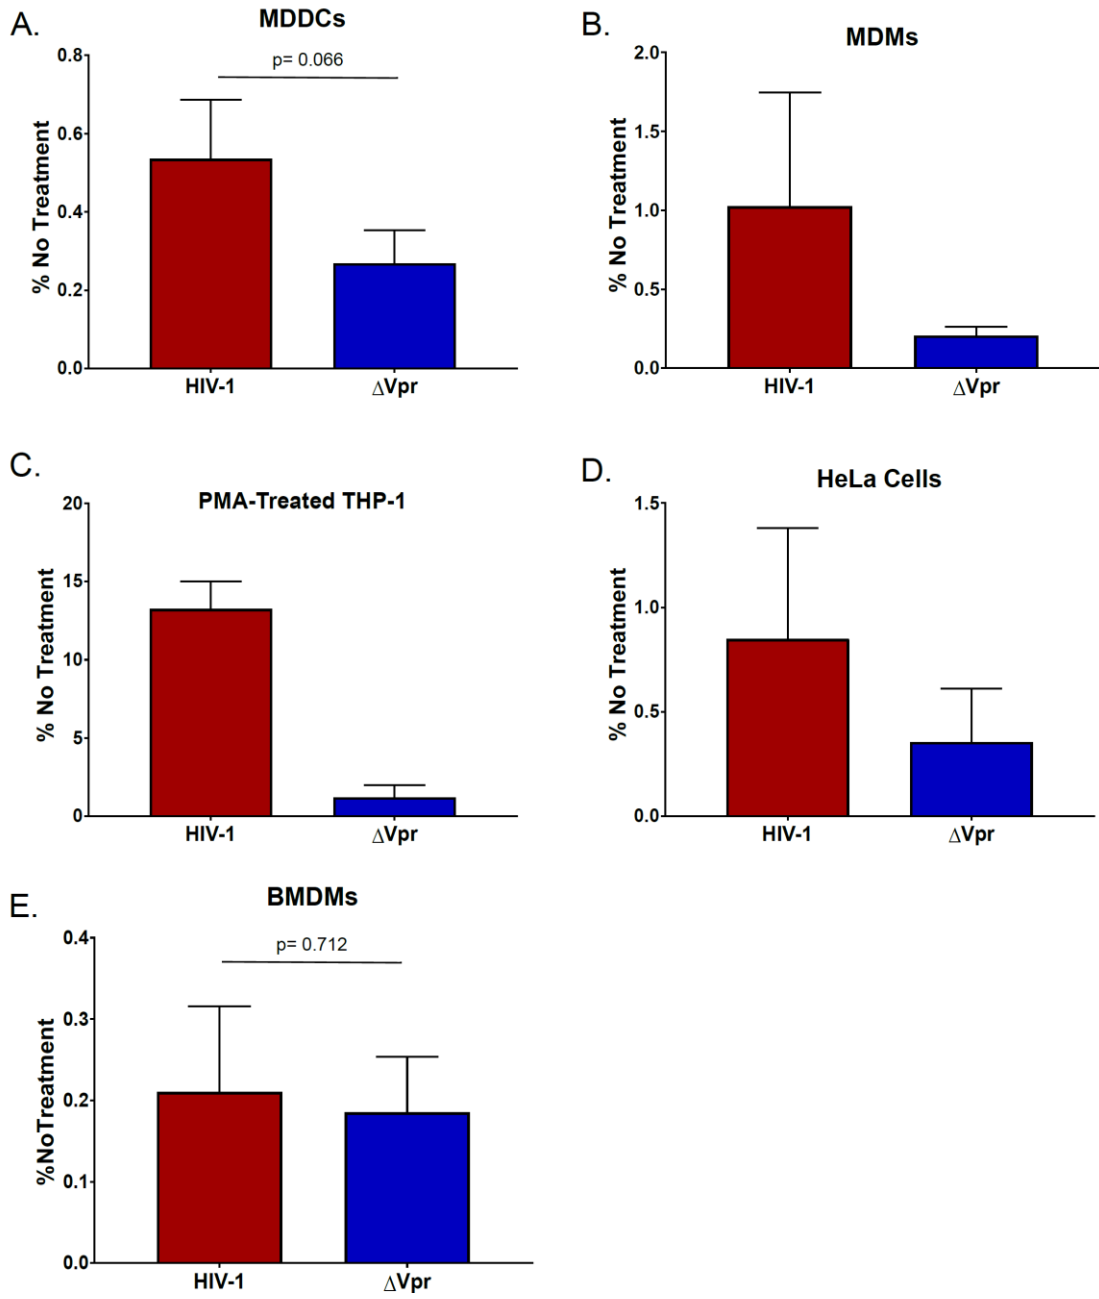 A.
MDDCs
p= 0.066
% No Treatment
0.8
0.6
0.4
0.2
0.0
HIV-1
ΔVpr
B.
MDMs
% No Treatment
2.0
1.5
1.0
0.5
0.0
HIV-1
ΔVpr
C.
PMA-Treated THP-1
% No Treatment
20
15
10
5
0
HIV-1
ΔVpr
D.
HeLa Cells
% No Treatment
1.5
1.0
0.5
0.0
HIV-1
ΔVpr
E.
BMDMs
p= 0.712
%NoTreatment
0.4
0.3
0.2
0.1
0.0
HIV-1
ΔVpr